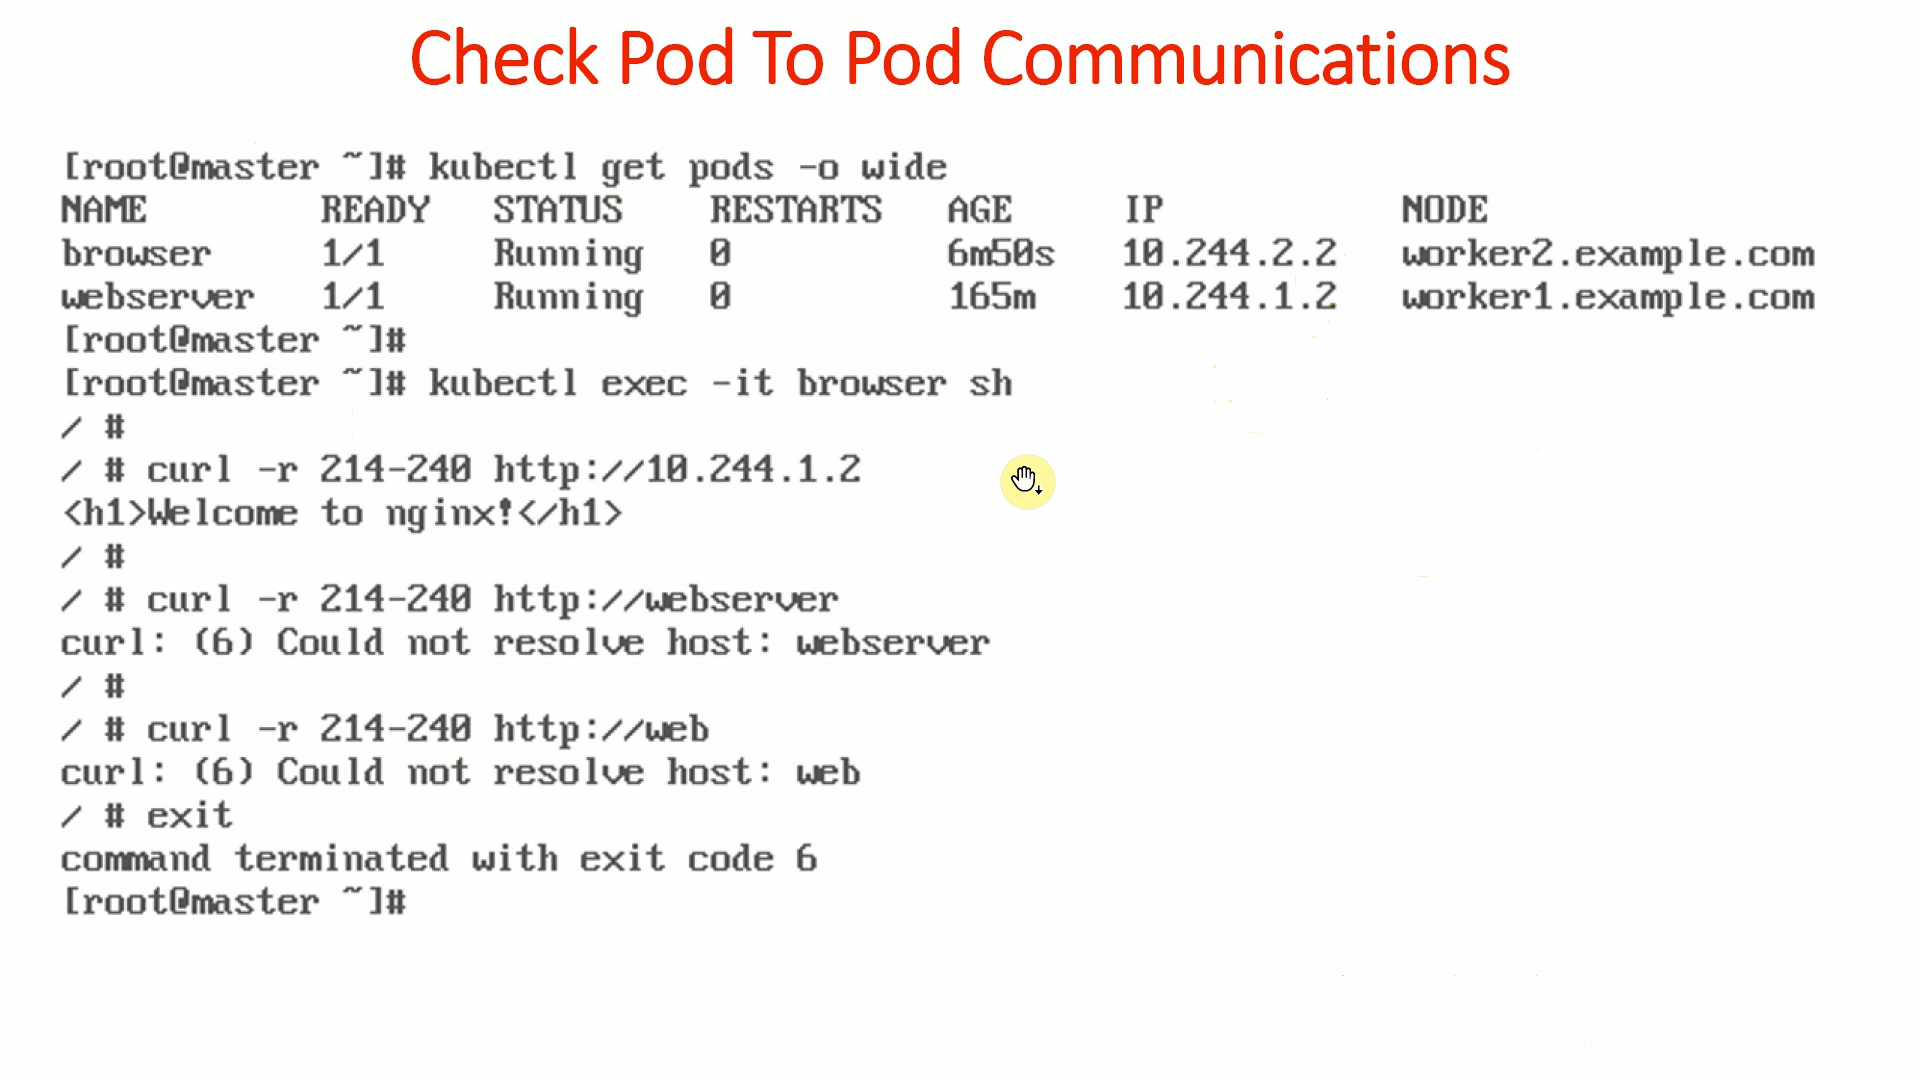 Check Pod To Pod Communications
[root@master ~]# kubectl get pods -o wide
NAME READY STATUS RESTARTS AGE IP NODE
browser 1/1 Running 0 6m50s 10.244.2.2 worker2.example.com
webserver 1/1 Running 0 165m 10.244.1.2 worker1.example.com
[root@master ~]#
[root@master ~]# kubectl exec -it browser sh
/ #
/ # curl -r 214-240 http://10.244.1.2
<h1>Welcome to nginx!</h1>
/ #
/ # curl -r 214-240 http://webserver
curl: (6) Could not resolve host: webserver
/ #
/ # curl -r 214-240 http://web
curl: (6) Could not resolve host: web
/ # exit
command terminated with exit code 6
[root@master ~]#